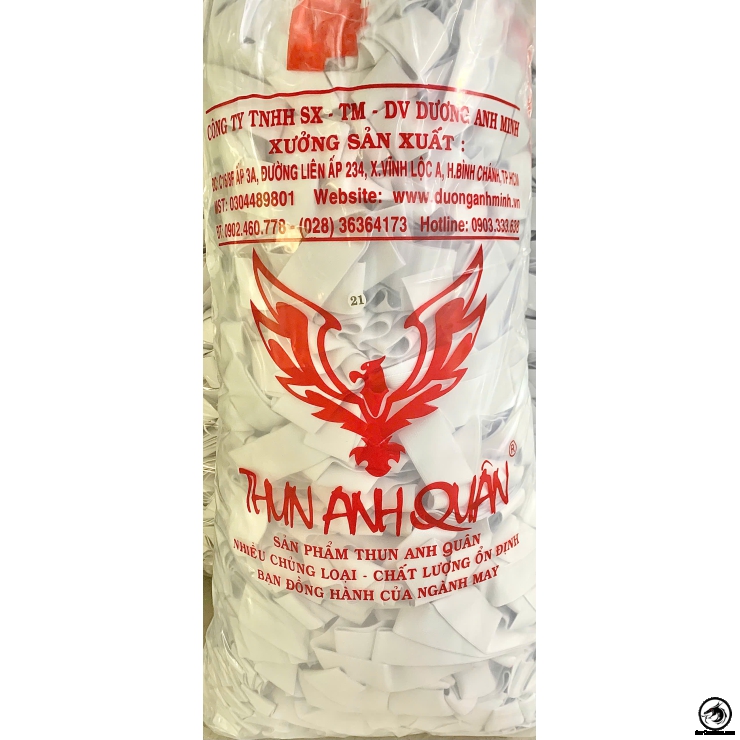 CÔNG TY TNHH SX - TM - DV DƯƠNG ANH MINH
XƯỞNG SẢN XUẤT :
ẤP 3A, ĐƯỜNG LIÊN ẤP 234, X.VĨNH LỘC A, H.BÌNH CHÁNH, TP.HCM
MST: 0304489801 Website: www.duonganhminh.vn
ĐT: 0902.460.778 - (028) 36364173 Hotline: 0903.333.
21
®
THUN ANH QUÂN
SẢN PHẨM THUN ANH QUÂN
NHIỀU CHỦNG LOẠI - CHẤT LƯỢNG ỔN ĐỊNH
BẠN ĐỒNG HÀNH CỦA NGÀNH MAY